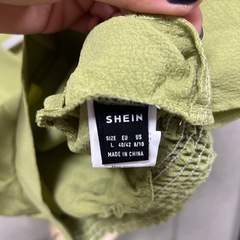 SHEIN
SIZE EU US
L 40/42 8/10
MADE IN CHINA